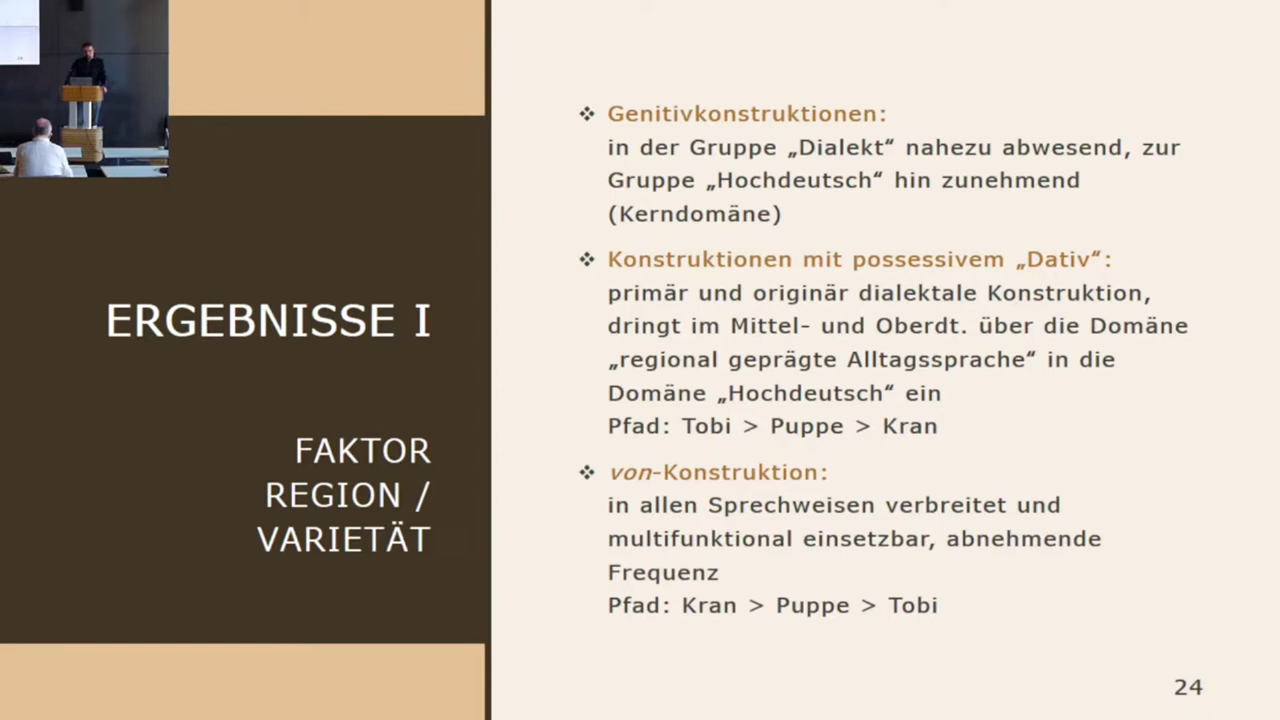 ERGEBNISSE I
FAKTOR
REGION /
VARIETÄT
❖ Genitivkonstruktionen:
in der Gruppe „Dialekt“ nahezu abwesend, zur
Gruppe „Hochdeutsch“ hin zunehmend
(Kerndomäne)
❖ Konstruktionen mit possessivem „Dativ“:
primär und originär dialektale Konstruktion,
dringt im Mittel- und Oberdt. über die Domäne
„regional geprägte Alltagssprache“ in die
Domäne „Hochdeutsch“ ein
Pfad: Tobi > Puppe > Kran
❖ von-Konstruktion:
in allen Sprechweisen verbreitet und
multifunktional einsetzbar, abnehmende
Frequenz
Pfad: Kran > Puppe > Tobi
24